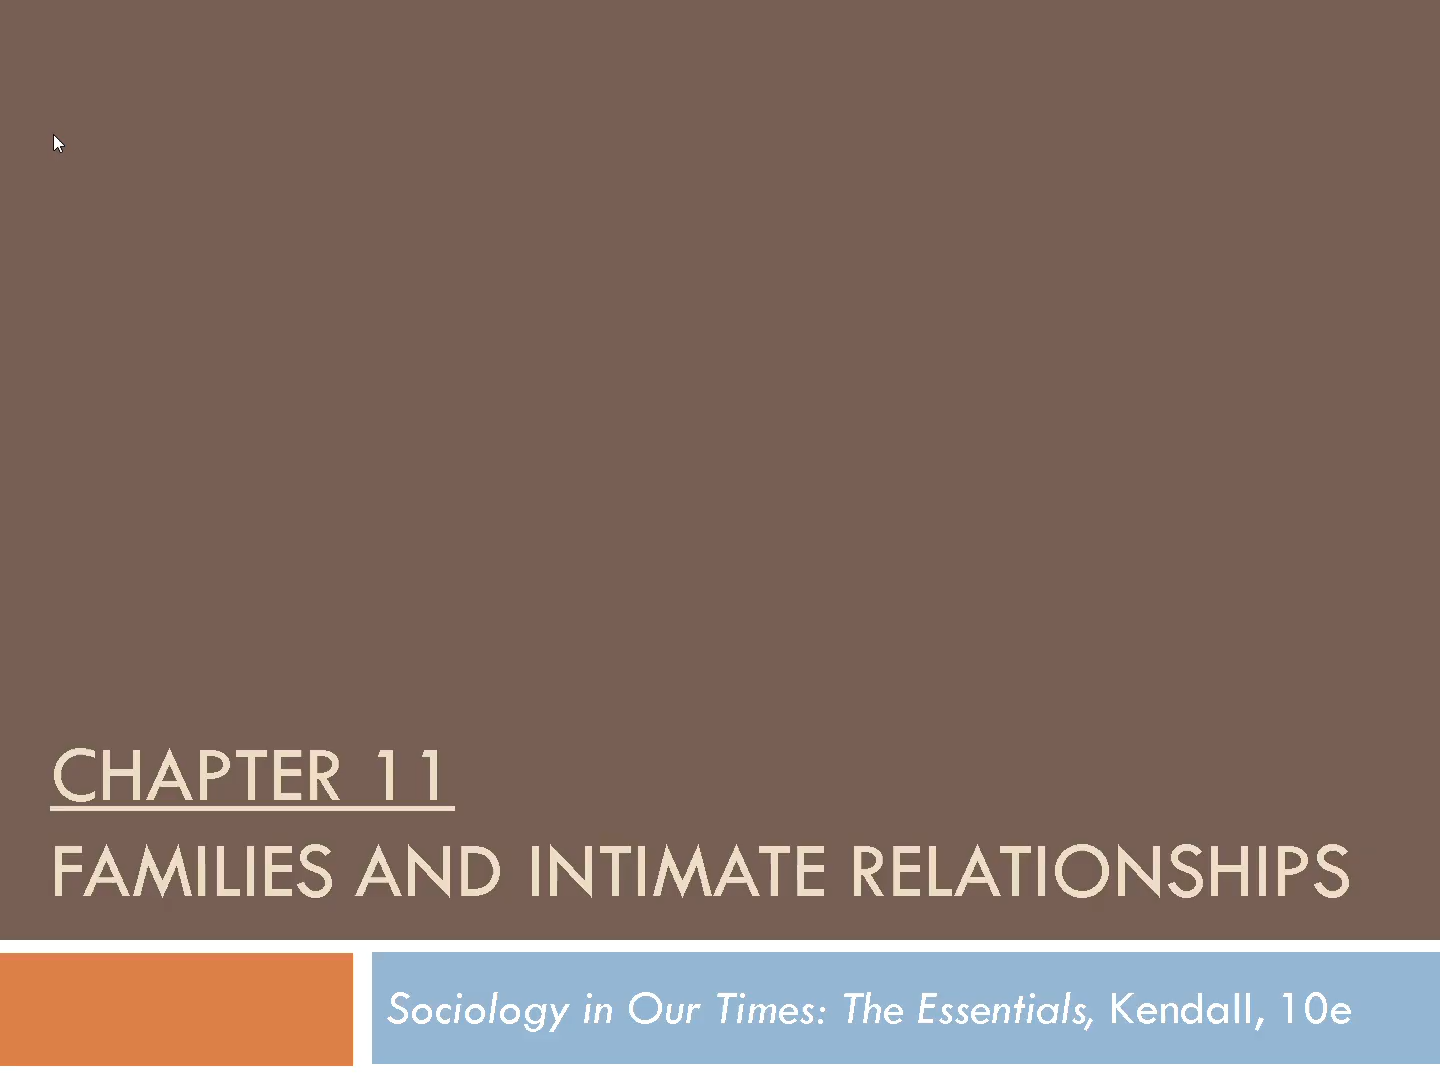 CHAPTER 11
FAMILIES AND INTIMATE RELATIONSHIPS
Sociology in Our Times: The Essentials, Kendall, 10e